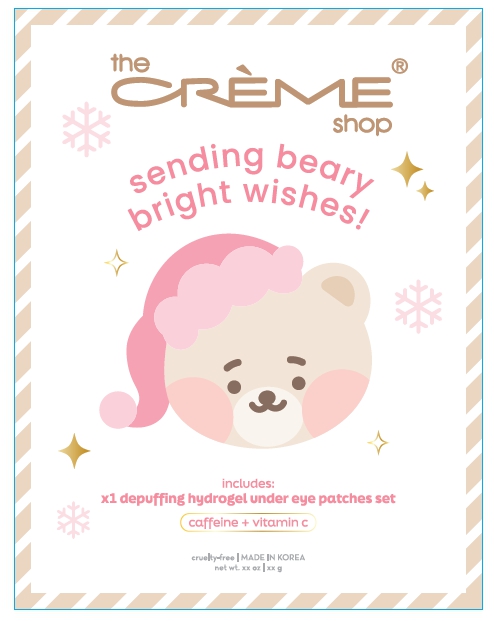 the
CRÈME®
shop
sending beary
bright wishes!
includes:
x1 depuffing hydrogel under eye patches set
caffeine + vitamin c
cruelty-free | MADE IN KOREA
net wt. xx oz | xx g